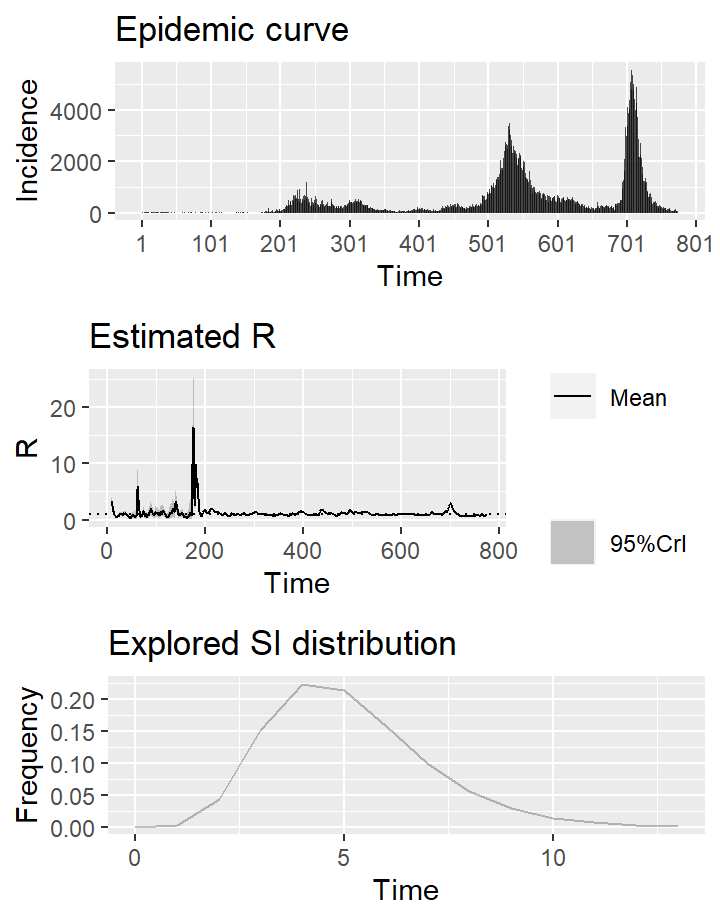 Epidemic curve
Incidence
4000
2000
0
1 101 201 301 401 501 601 701 801
Time
Estimated R
R
20
10
0
0 200 400 600 800
Time
Mean
95%CrI
Explored SI distribution
Frequency
0.20
0.15
0.10
0.05
0.00
0 5 10
Time